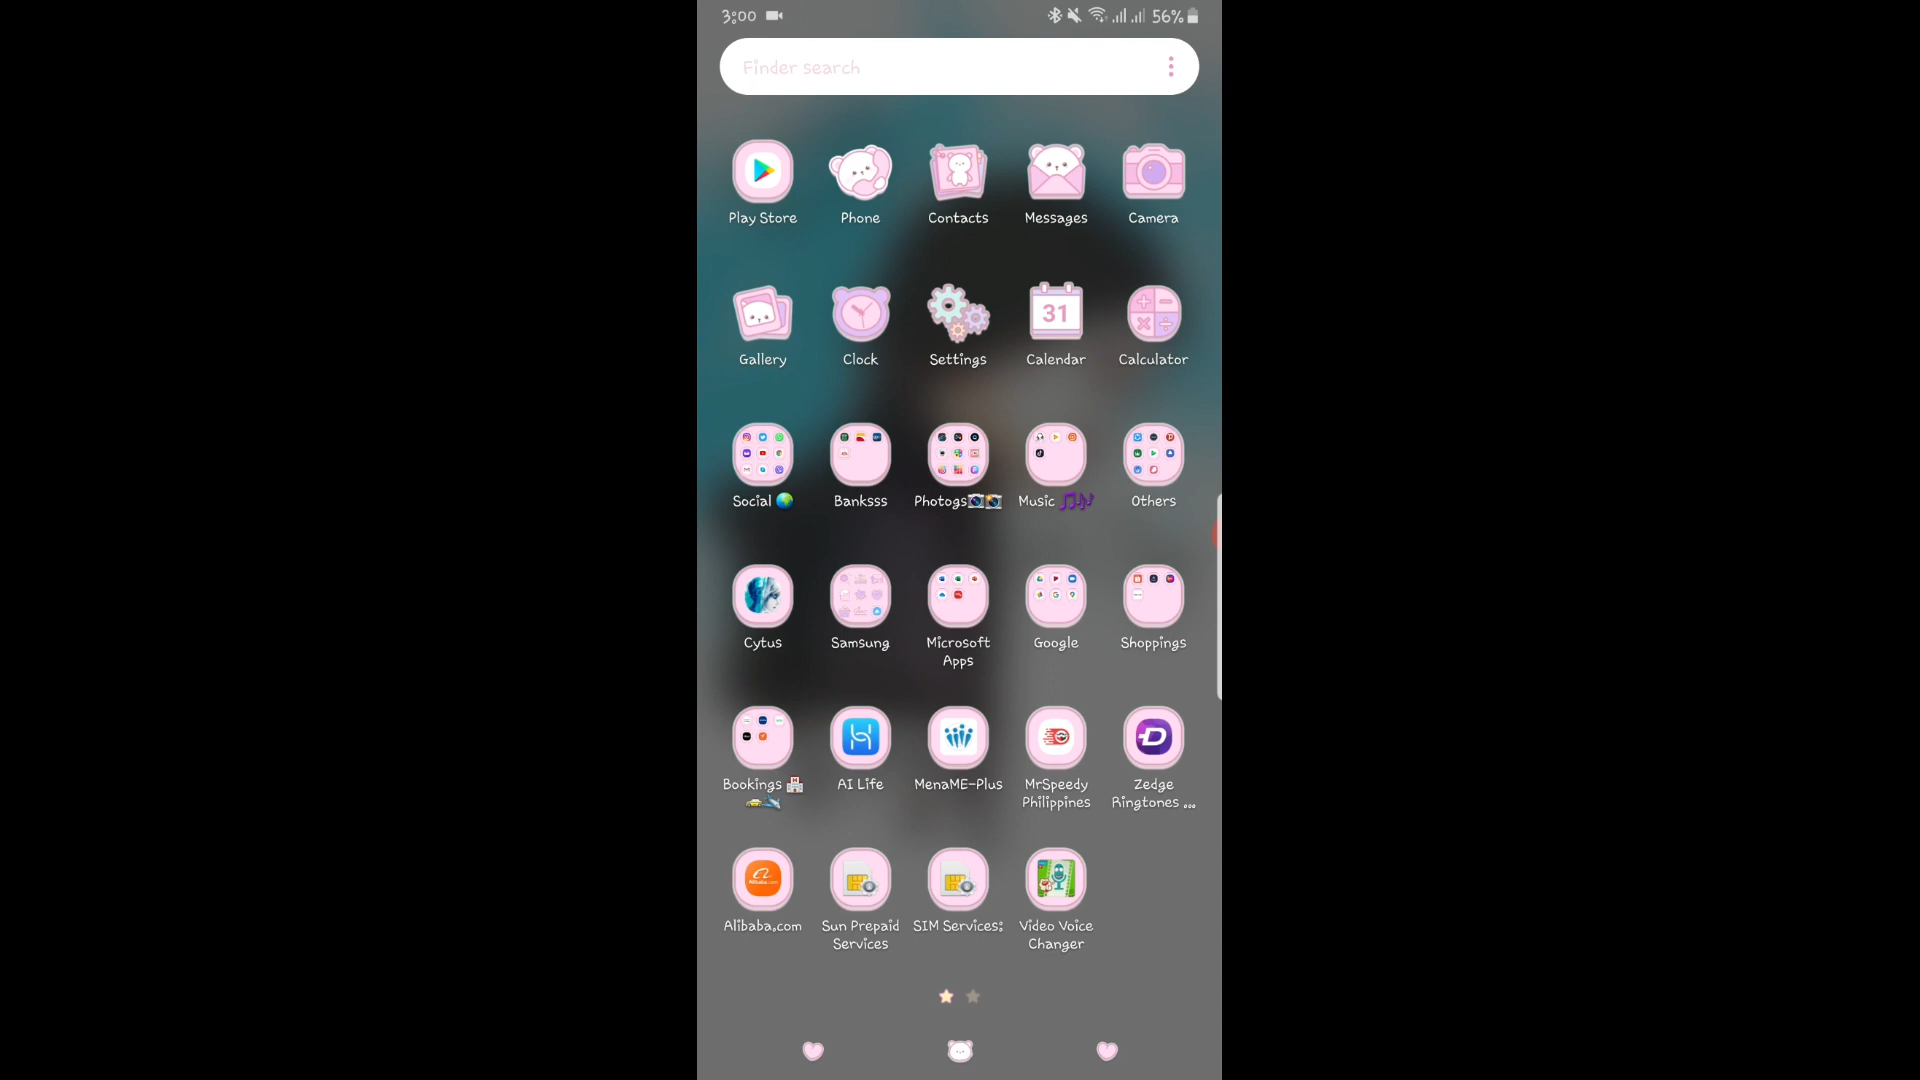 3:00 56%
Finder search
Play Store Phone Contacts Messages Camera
31
Gallery Clock Settings Calendar Calculator
Social Banksss Photogs Music Others
Cytus Samsung Microsoft Apps Google Shoppings
Bookings AI Life MenaME-Plus MrSpeedy Philippines Zedge Ringtones ...
Alibaba.com
Alibaba.com Sun Prepaid Services SIM Services: Video Voice Changer